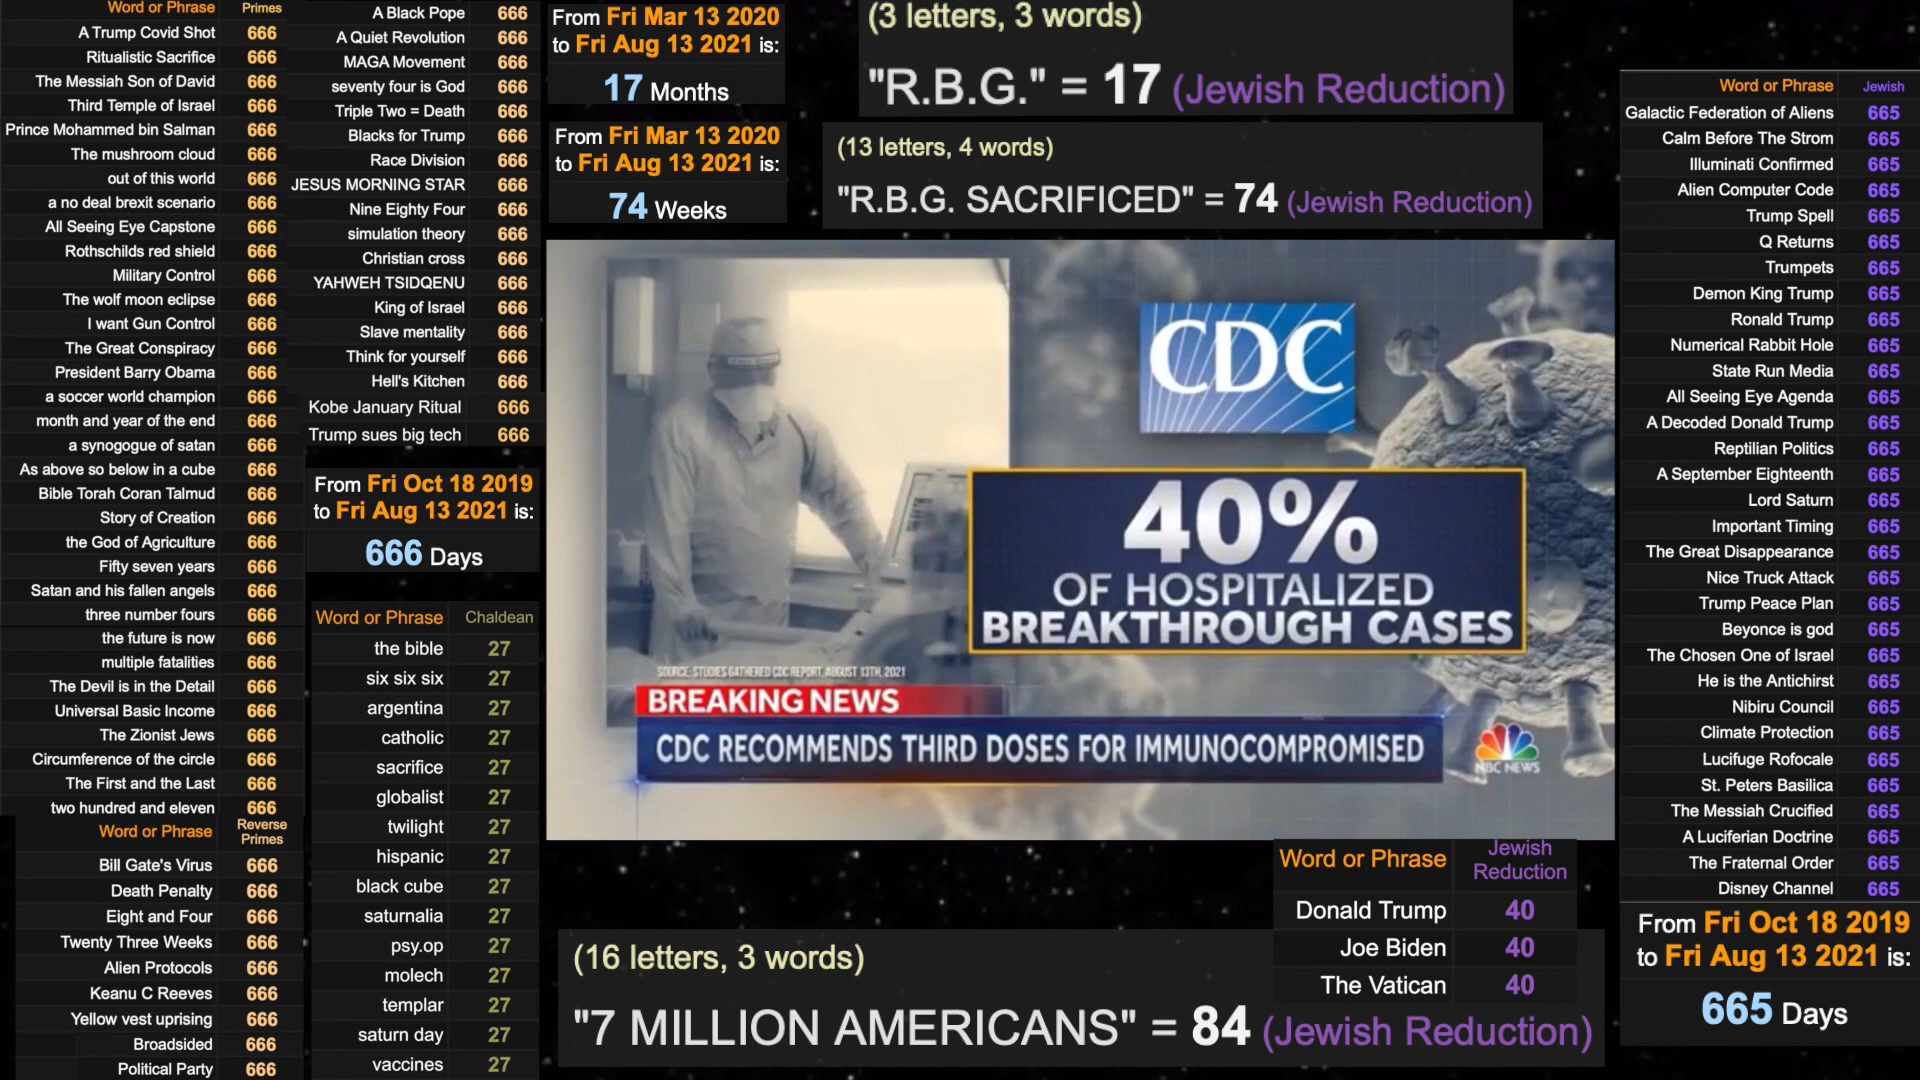 Word or Phrase Primes
A Trump Covid Shot 666
Ritualistic Sacrifice 666
The Messiah Son of David 666
Third Temple of Israel 666
Prince Mohammed bin Salman 666
The mushroom cloud 666
out of this world 666
a no deal brexit scenario 666
All Seeing Eye Capstone 666
Rothschilds red shield 666
Military Control 666
The wolf moon eclipse 666
I want Gun Control 666
The Great Conspiracy 666
President Barry Obama 666
a soccer world champion 666
month and year of the end 666
a synogogue of satan 666
As above so below in a cube 666
Bible Torah Coran Talmud 666
Story of Creation 666
the God of Agriculture 666
Fifty seven years 666
Satan and his fallen angels 666
three number fours 666
the future is now 666
multiple fatalities 666
The Devil is in the Detail 666
Universal Basic Income 666
The Zionist Jews 666
Circumference of the circle 666
The First and the Last 666
two hundred and eleven 666
Word or Phrase Reverse Primes
Bill Gate's Virus 666
Death Penalty 666
Eight and Four 666
Twenty Three Weeks 666
Alien Protocols 666
Keanu C Reeves 666
Yellow vest uprising 666
Broadsided 666
Political Party 666
A Black Pope 666
A Quiet Revolution 666
MAGA Movement 666
seventy four is God 666
Triple Two = Death 666
Blacks for Trump 666
Race Division 666
JESUS MORNING STAR 666
Nine Eighty Four 666
simulation theory 666
Christian cross 666
YAHWEH TSIDQENU 666
King of Israel 666
Slave mentality 666
Think for yourself 666
Hell's Kitchen 666
Kobe January Ritual 666
Trump sues big tech 666
From Fri Oct 18 2019
to Fri Aug 13 2021 is:
666 Days
Word or Phrase Chaldean
the bible 27
six six six 27
argentina 27
catholic 27
sacrifice 27
globalist 27
twilight 27
hispanic 27
black cube 27
saturnalia 27
psy.op 27
molech 27
templar 27
saturn day 27
vaccines 27
From Fri Mar 13 2020
to Fri Aug 13 2021 is:
17 Months
From Fri Mar 13 2020
to Fri Aug 13 2021 is:
74 Weeks
(3 letters, 3 words)
"R.B.G." = 17 (Jewish Reduction)
(13 letters, 4 words)
"R.B.G. SACRIFICED" = 74 (Jewish Reduction)
CDC
40%
OF HOSPITALIZED
BREAKTHROUGH CASES
SOURCE: STUDIES GATHERED CDC REPORT, AUGUST 13TH, 2021
BREAKING NEWS
CDC RECOMMENDS THIRD DOSES FOR IMMUNOCOMPROMISED
NBC NEWS
Word or Phrase Jewish Reduction
Donald Trump 40
Joe Biden 40
The Vatican 40
(16 letters, 3 words)
"7 MILLION AMERICANS" = 84 (Jewish Reduction)
Word or Phrase Jewish
Galactic Federation of Aliens 665
Calm Before The Strom 665
Illuminati Confirmed 665
Alien Computer Code 665
Trump Spell 665
Q Returns 665
Trumpets 665
Demon King Trump 665
Ronald Trump 665
Numerical Rabbit Hole 665
State Run Media 665
All Seeing Eye Agenda 665
A Decoded Donald Trump 665
Reptilian Politics 665
A September Eighteenth 665
Lord Saturn 665
Important Timing 665
The Great Disappearance 665
Nice Truck Attack 665
Trump Peace Plan 665
Beyonce is god 665
The Chosen One of Israel 665
He is the Antichirst 665
Nibiru Council 665
Climate Protection 665
Lucifuge Rofocale 665
St. Peters Basilica 665
The Messiah Crucified 665
A Luciferian Doctrine 665
The Fraternal Order 665
Disney Channel 665
From Fri Oct 18 2019
to Fri Aug 13 2021 is:
665 Days